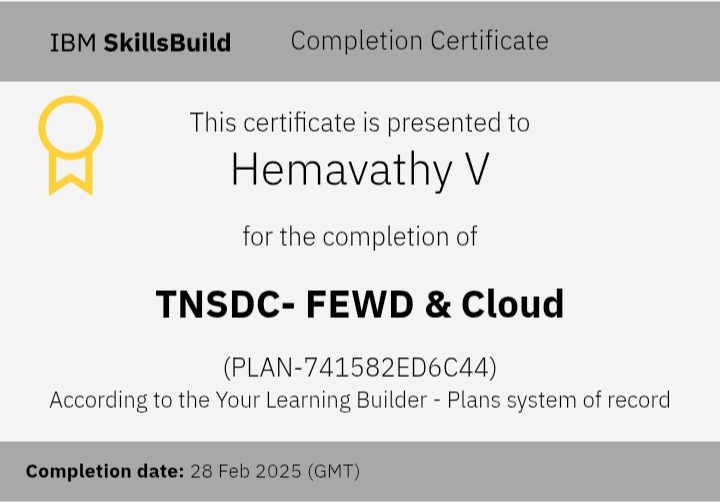 IBM SkillsBuild Completion Certificate
This certificate is presented to
Hemavathy V
for the completion of
TNSDC- FEWD & Cloud
(PLAN-741582ED6C44)
According to the Your Learning Builder - Plans system of record
Completion date: 28 Feb 2025 (GMT)